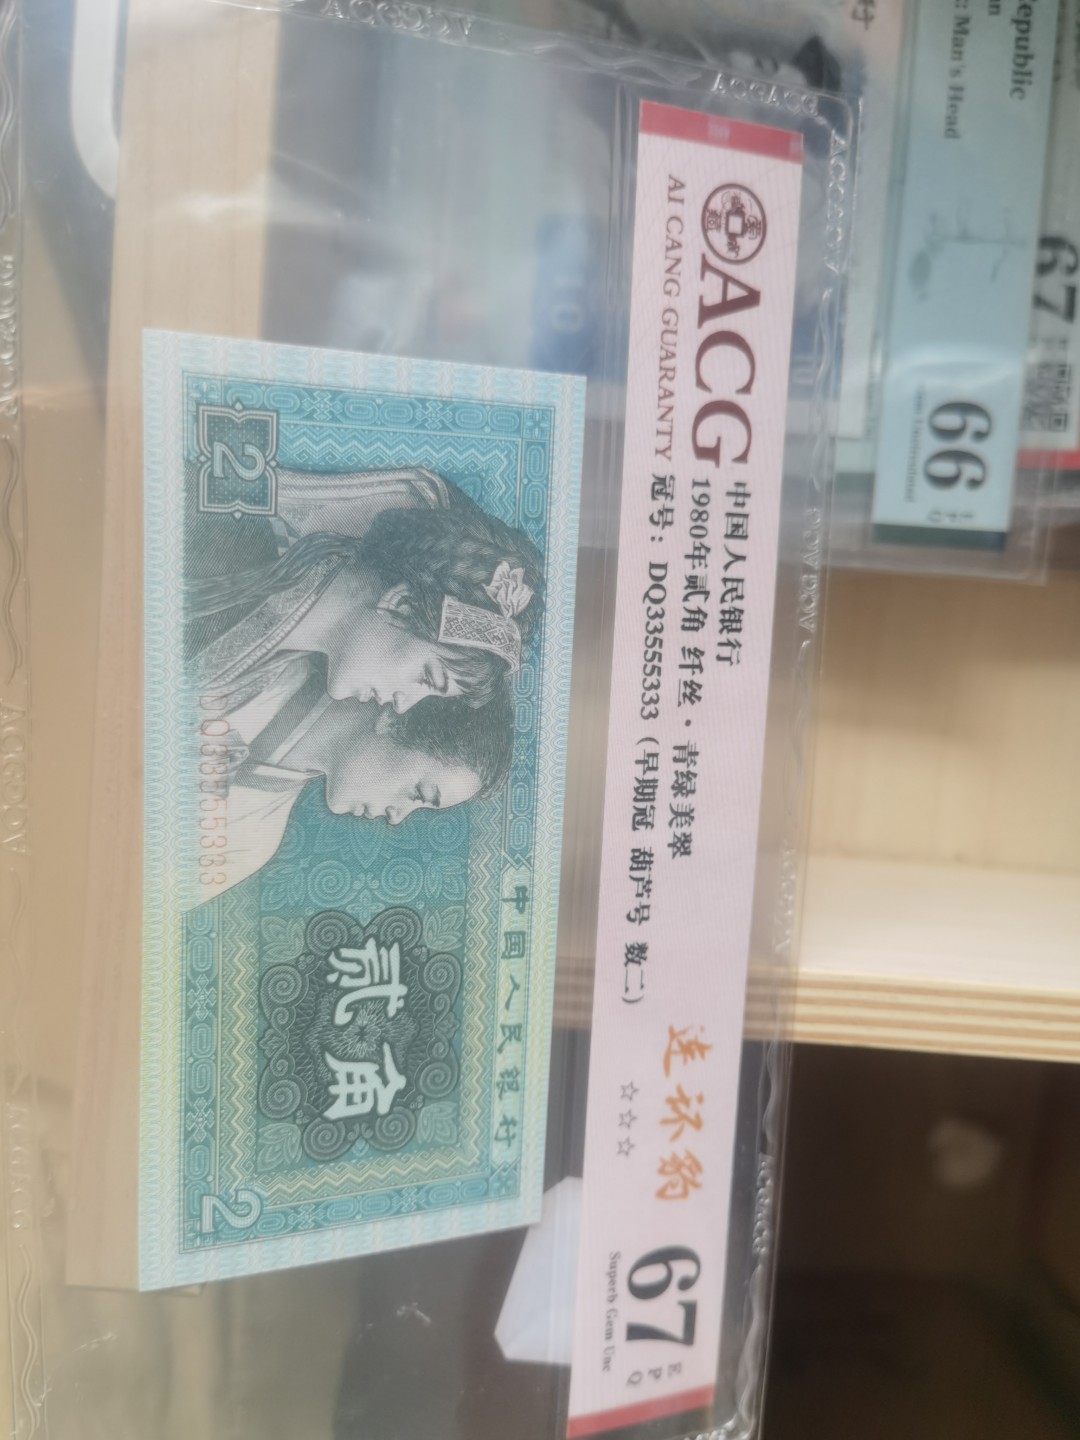 ACG
AI CANG GUARANTY
中国人民银行
1980年贰角 纤丝·青绿美翠
冠号：DQ33555333（早期冠 葫芦号 数二）
连环豹
☆☆☆
67
EPQ
Superb Gem Unc
中国人民银行
贰角
2
2
DQ33555333
Republic
Man's Head
66
67